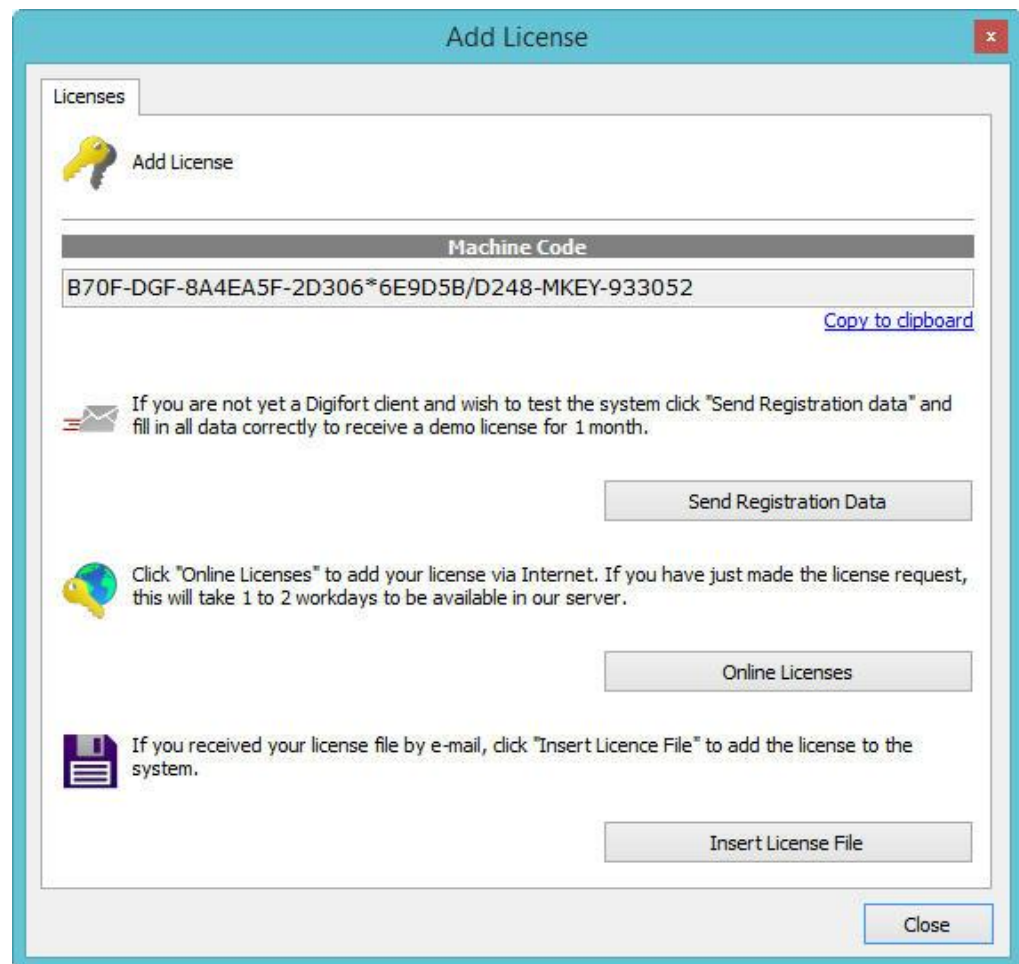 Add License
x
Licenses
Add License
Machine Code
B70F-DGF-8A4EA5F-2D306*6E9D5B/D248-MKEY-933052
Copy to clipboard
If you are not yet a Digifort client and wish to test the system click "Send Registration data" and
fill in all data correctly to receive a demo license for 1 month.
Send Registration Data
Click "Online Licenses" to add your license via Internet. If you have just made the license request,
this will take 1 to 2 workdays to be available in our server.
Online Licenses
If you received your license file by e-mail, click "Insert Licence File" to add the license to the
system.
Insert License File
Close